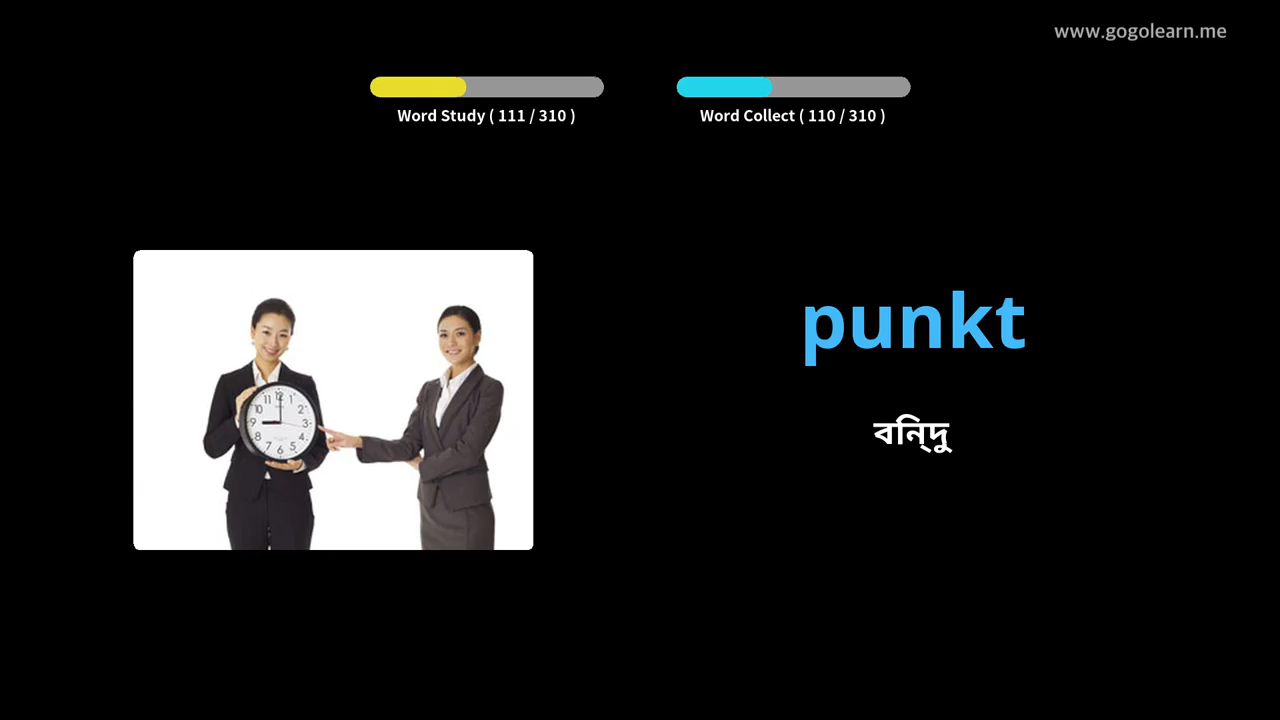 www.gogolearn.me
Word Study ( 111 / 310 )
Word Collect ( 110 / 310 )
punkt
বিন্দু